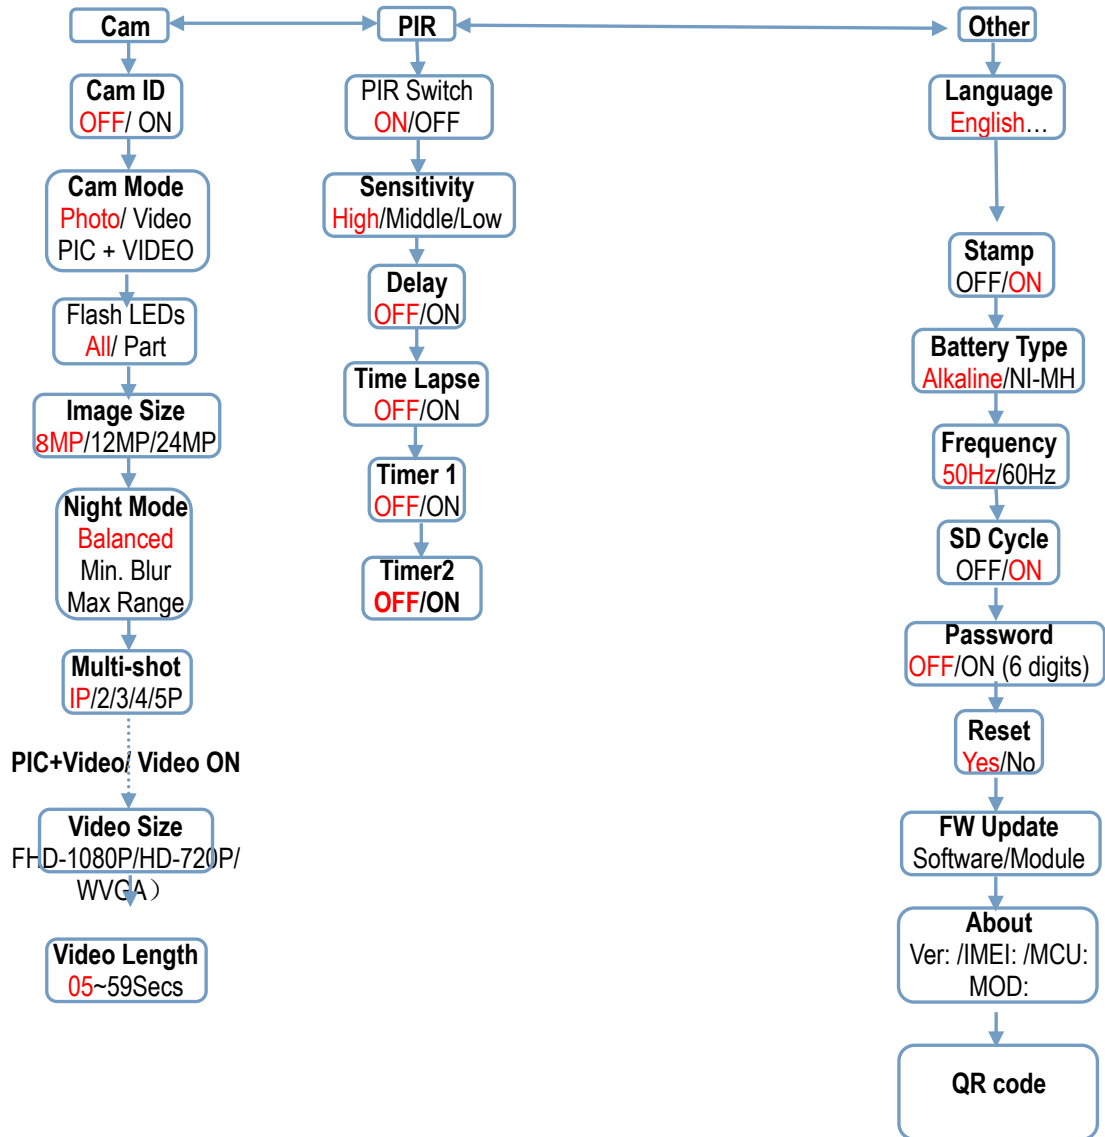 Cam
PIR
Other
Cam ID
OFF/ ON
Cam Mode
Photo/ Video
PIC + VIDEO
Flash LEDs
All/ Part
Image Size
8MP/12MP/24MP
Night Mode
Balanced
Min. Blur
Max Range
Multi-shot
IP/2/3/4/5P
PIC+Video/ Video ON
Video Size
FHD-1080P/HD-720P/
WVGA）
Video Length
05~59Secs
PIR Switch
ON/OFF
Sensitivity
High/Middle/Low
Delay
OFF/ON
Time Lapse
OFF/ON
Timer 1
OFF/ON
Timer2
OFF/ON
Language
English…
Stamp
OFF/ON
Battery Type
Alkaline/NI-MH
Frequency
50Hz/60Hz
SD Cycle
OFF/ON
Password
OFF/ON (6 digits)
Reset
Yes/No
FW Update
Software/Module
About
Ver: /IMEI: /MCU:
MOD:
QR code